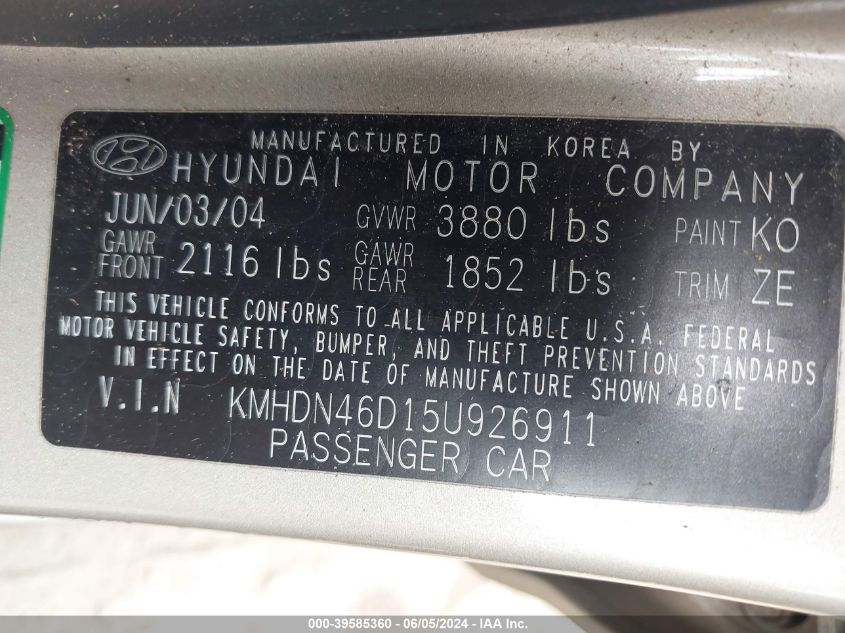 MANUFACTURED IN KOREA BY
HYUNDAI MOTOR COMPANY
JUN/03/04 GVWR 3880 lbs PAINT KO
GAWR FRONT 2116 lbs GAWR REAR 1852 lbs TRIM ZE
THIS VEHICLE CONFORMS TO ALL APPLICABLE U.S.A. FEDERAL
MOTOR VEHICLE SAFETY, BUMPER, AND THEFT PREVENTION STANDARDS
IN EFFECT ON THE DATE OF MANUFACTURE SHOWN ABOVE
V.I.N KMHDN46D15U926911
PASSENGER CAR
000-39585360 - 06/05/2024 - IAA Inc.